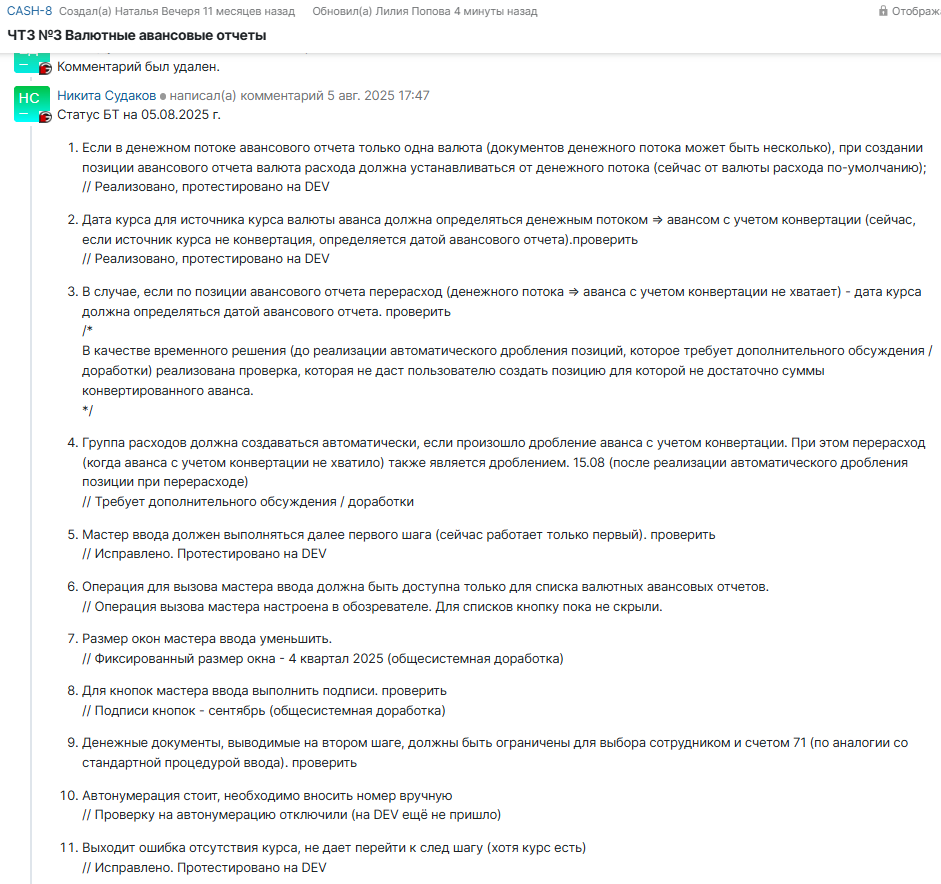 CASH-8 Создал(а) Наталья Вечеря 11 месяцев назад Обновил(а) Лилия Попова 4 минуты назад
ЧТЗ №3 Валютные авансовые отчеты
Комментарий был удален.
НС
Никита Судаков • написал(а) комментарий 5 авг. 2025 17:47
Статус БТ на 05.08.2025 г.
1. Если в денежном потоке авансового отчета только одна валюта (документов денежного потока может быть несколько), при создании
позиции авансового отчета валюта расхода должна устанавливаться от денежного потока (сейчас от валюты расхода по-умолчанию);
// Реализовано, протестировано на DEV
2. Дата курса для источника курса валюты аванса должна определяться денежным потоком => авансом с учетом конвертации (сейчас,
если источник курса не конвертация, определяется датой авансового отчета).проверить
// Реализовано, протестировано на DEV
3. В случае, если по позиции авансового отчета перерасход (денежного потока => аванса с учетом конвертации не хватает) - дата курса
должна определяться датой авансового отчета. проверить
/*
В качестве временного решения (до реализации автоматического дробления позиций, которое требует дополнительного обсуждения /
доработки) реализована проверка, которая не даст пользователю создать позицию для которой не достаточно суммы
конвертированного аванса.
*/
4. Группа расходов должна создаваться автоматически, если произошло дробление аванса с учетом конвертации. При этом перерасход
(когда аванса с учетом конвертации не хватило) также является дроблением. 15.08 (после реализации автоматического дробления
позиции при перерасходе)
// Требует дополнительного обсуждения / доработки
5. Мастер ввода должен выполняться далее первого шага (сейчас работает только первый). проверить
// Исправлено. Протестировано на DEV
6. Операция для вызова мастера ввода должна быть доступна только для списка валютных авансовых отчетов.
// Операция вызова мастера настроена в обозревателе. Для списков кнопку пока не скрыли.
7. Размер окон мастера ввода уменьшить.
// Фиксированный размер окна - 4 квартал 2025 (общесистемная доработка)
8. Для кнопок мастера ввода выполнить подписи. проверить
// Подписи кнопок - сентябрь (общесистемная доработка)
9. Денежные документы, выводимые на втором шаге, должны быть ограничены для выбора сотрудником и счетом 71 (по аналогии со
стандартной процедурой ввода). проверить
10. Автонумерация стоит, необходимо вносить номер вручную
// Проверку на автонумерацию отключили (на DEV ещё не пришло)
11. Выходит ошибка отсутствия курса, не дает перейти к след шагу (хотя курс есть)
// Исправлено. Протестировано на DEV